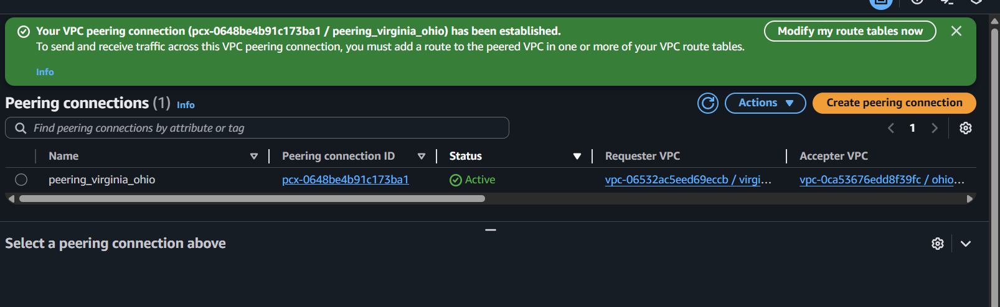 Your VPC peering connection (pcx-0648be4b91c173ba1 / peering_virginia_ohio) has been established.
Modify my route tables now
To send and receive traffic across this VPC peering connection, you must add a route to the peered VPC in one or more of your VPC route tables.
Info
Peering connections (1) Info
Actions
Create peering connection
Find peering connections by attribute or tag
1
Name Peering connection ID Status Requester VPC Accepter VPC
peering_virginia_ohio pcx-0648be4b91c173ba1 Active vpc-06532ac5eed69eccb / virgi... vpc-0ca53676edd8f39fc / ohio...
Select a peering connection above